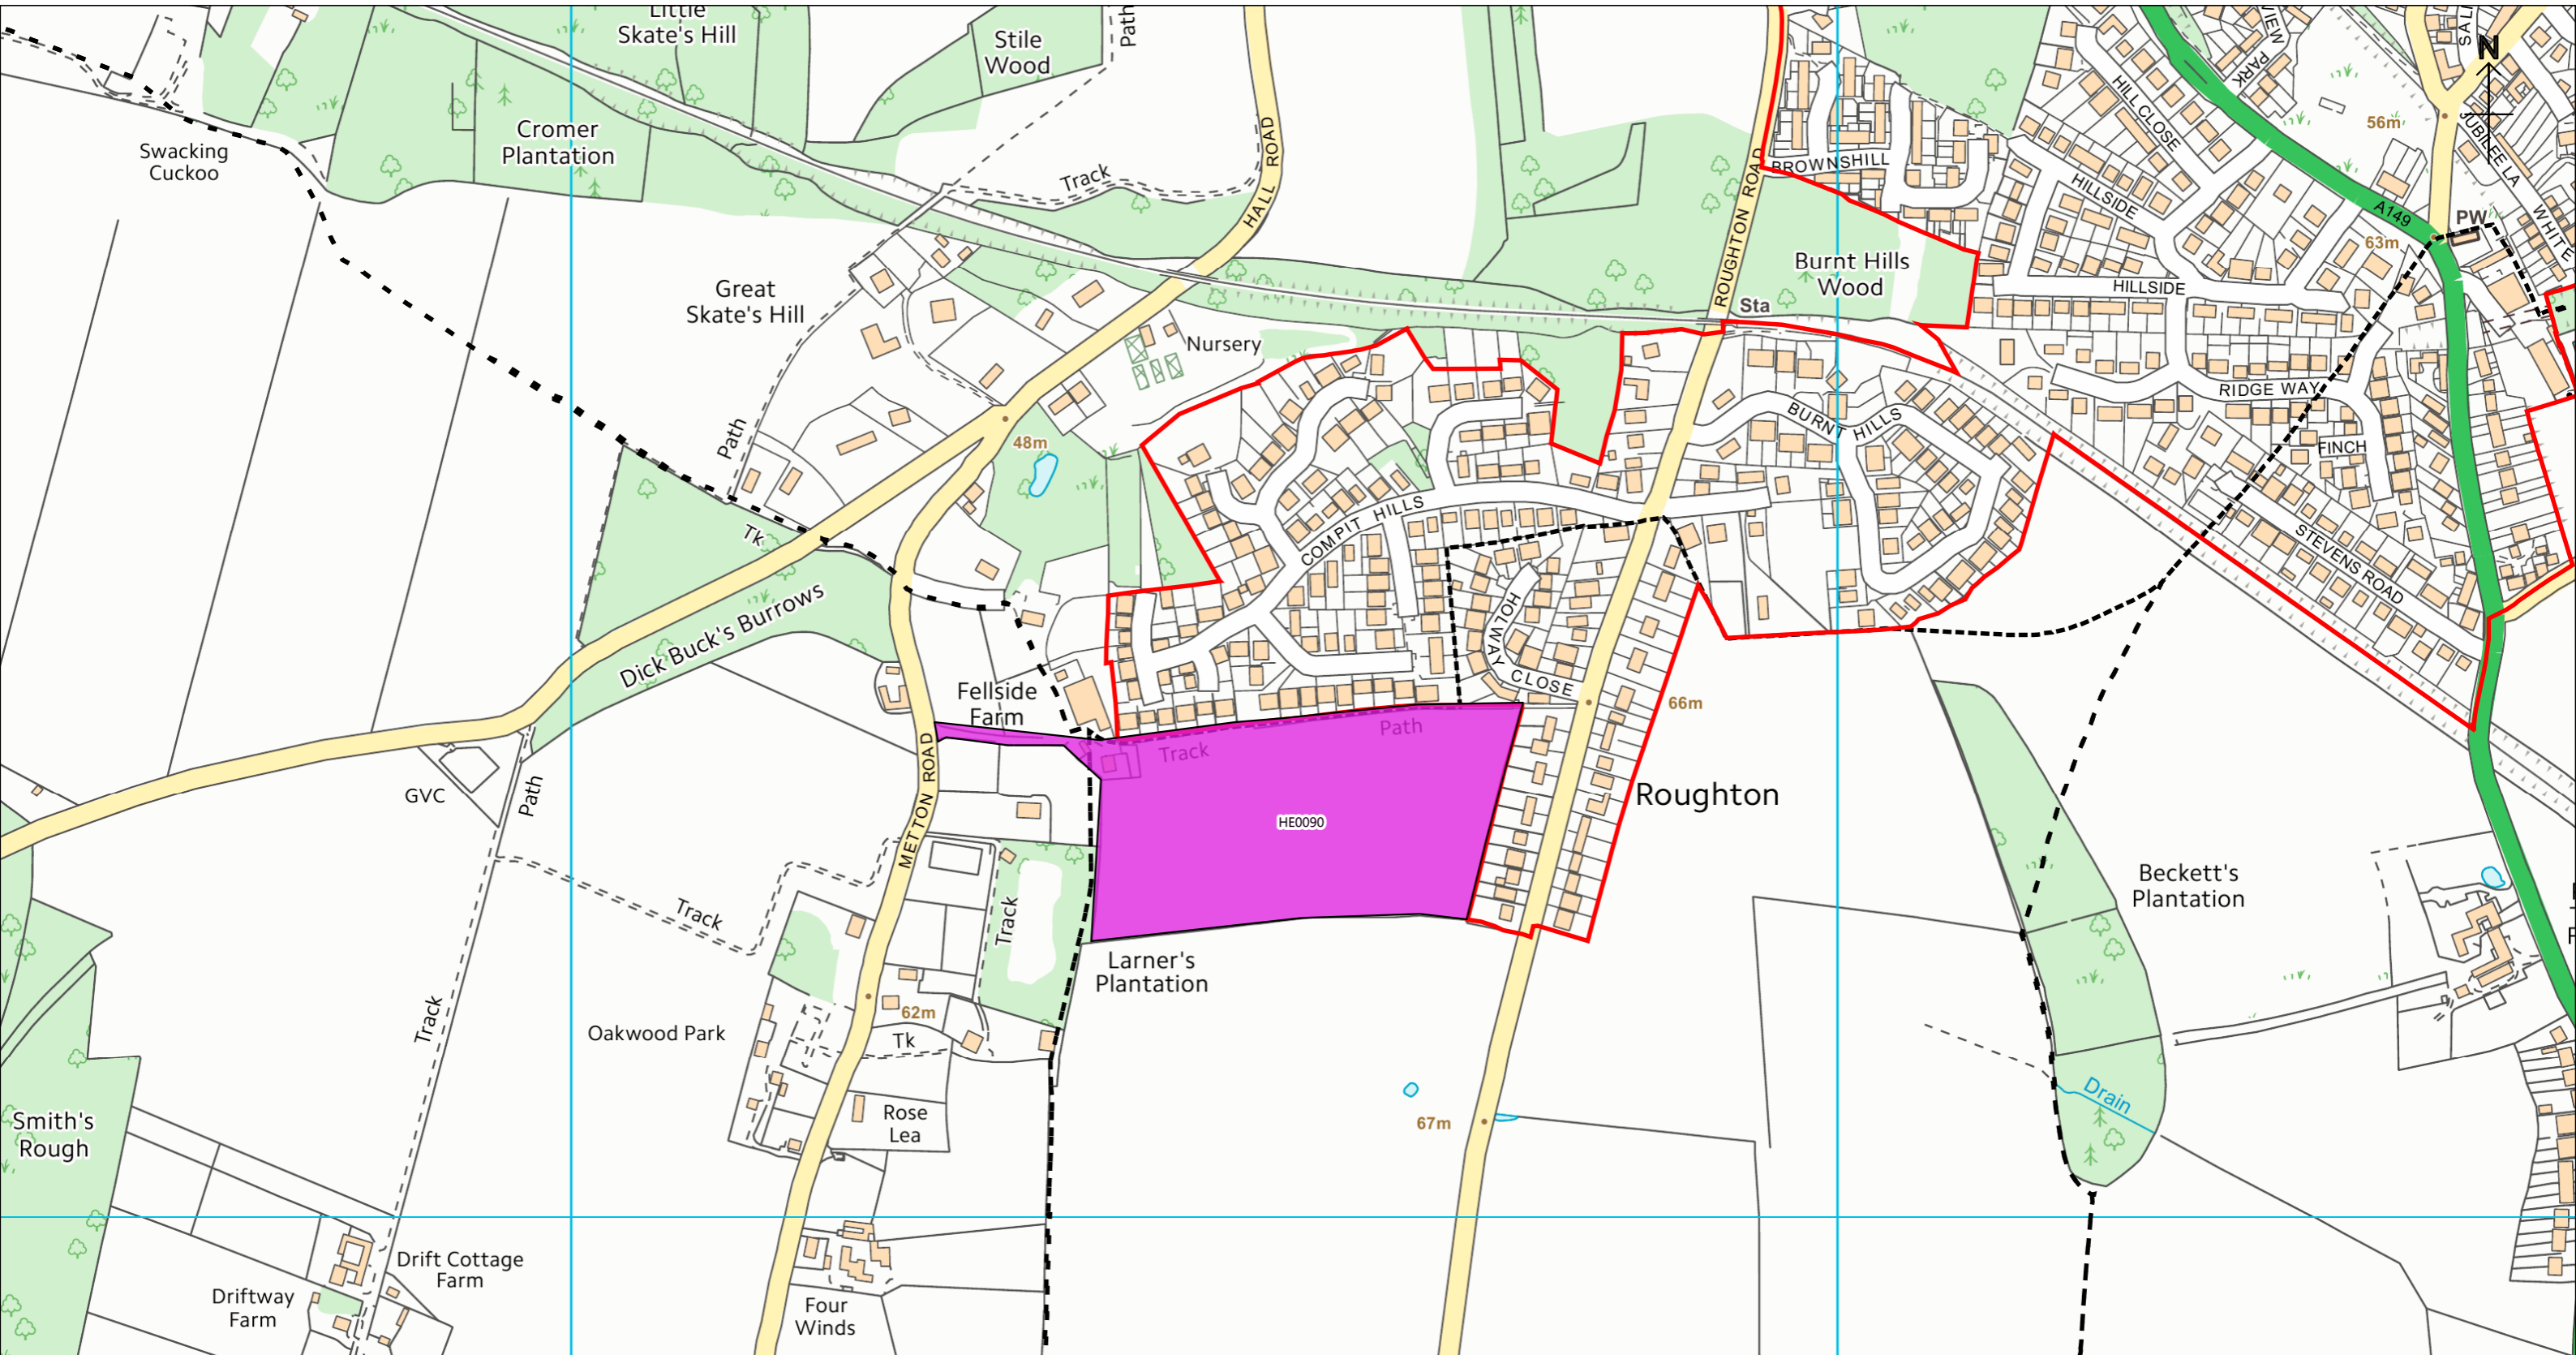 Little
Skate's Hill
Stile
Wood
Path
VIEW
PARK
N
HILL CLOSE
56m
JUBILEE LA
Cromer
Plantation
Swacking
Cuckoo
HALL ROAD
Track
ROUGHTON ROAD
BROWNSHILL
HILLSIDE
A149
PW
WHITE
63m
Great
Skate's Hill
Burnt Hills
Wood
HILLSIDE
Sta
Nursery
RIDGE WAY
BURNT HILLS
FINCH
48m
Path
COMPIT HILLS
Tk
STEVENS ROAD
Dick Buck's Burrows
HOLWAY
CLOSE
Fellside
Farm
66m
Path
Track
METTON ROAD
GVC
Path
Roughton
HE0090
Beckett's
Plantation
Track
Track
Larner's
Plantation
Track
62m
Oakwood Park
Tk
Drain
Smith's
Rough
Rose
Lea
67m
Drift Cottage
Farm
Driftway
Farm
Four
Winds